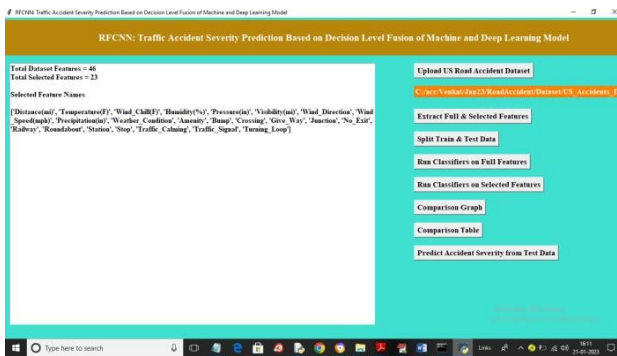 RFCNN: Traffic Accident Severity Prediction Based on Decision Level Fusion of Machine and Deep Learning Model
RFCNN: Traffic Accident Severity Prediction Based on Decision Level Fusion of Machine and Deep Learning Model
Total Dataset Features = 46
Total Selected Features = 23
Selected Feature Names
['Distance(mi)', 'Temperature(F)', 'Wind_Chill(F)', 'Humidity(%)', 'Pressure(in)', 'Visibility(mi)', 'Wind_Direction', 'Wind
_Speed(mph)', 'Precipitation(in)', 'Weather_Condition', 'Amenity', 'Bump', 'Crossing', 'Give_Way', 'Junction', 'No_Exit',
'Railway', 'Roundabout', 'Station', 'Stop', 'Traffic_Calming', 'Traffic_Signal', 'Turning_Loop']
Upload US Road Accident Dataset
C:/acc/Venkat/Jan23/RoadAccident/Dataset/US_Accidents_
Extract Full & Selected Features
Split Train & Test Data
Run Classifiers on Full Features
Run Classifiers on Selected Features
Comparison Graph
Comparison Table
Predict Accident Severity from Test Data
Type here to search
Links
16:11
21-01-2023